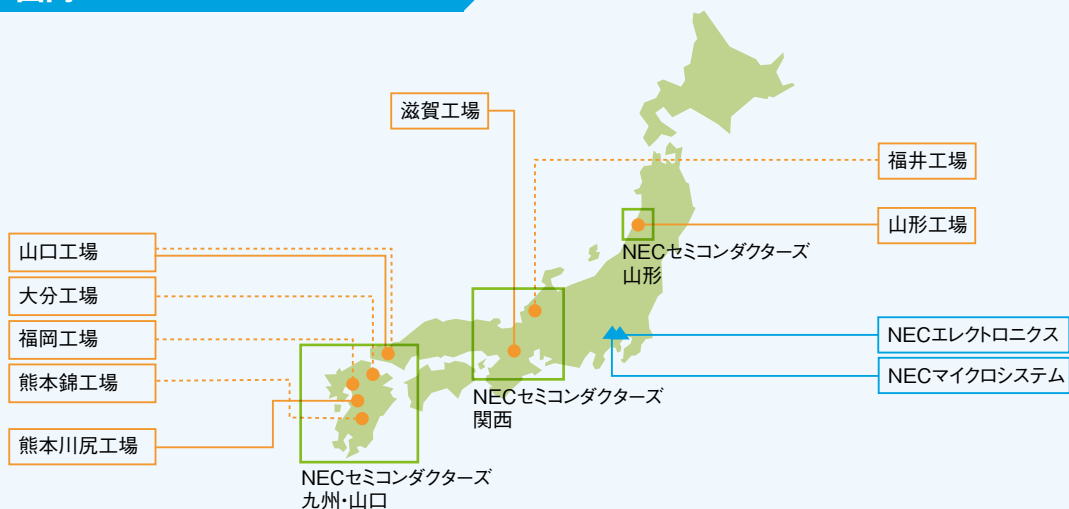 滋賀工場
福井工場
山形工場
NECセミコンダクターズ
山形
山口工場
大分工場
福岡工場
熊本錦工場
熊本川尻工場
NECエレクトロニクス
NECマイクロシステム
NECセミコンダクターズ
関西
NECセミコンダクターズ
九州・山口